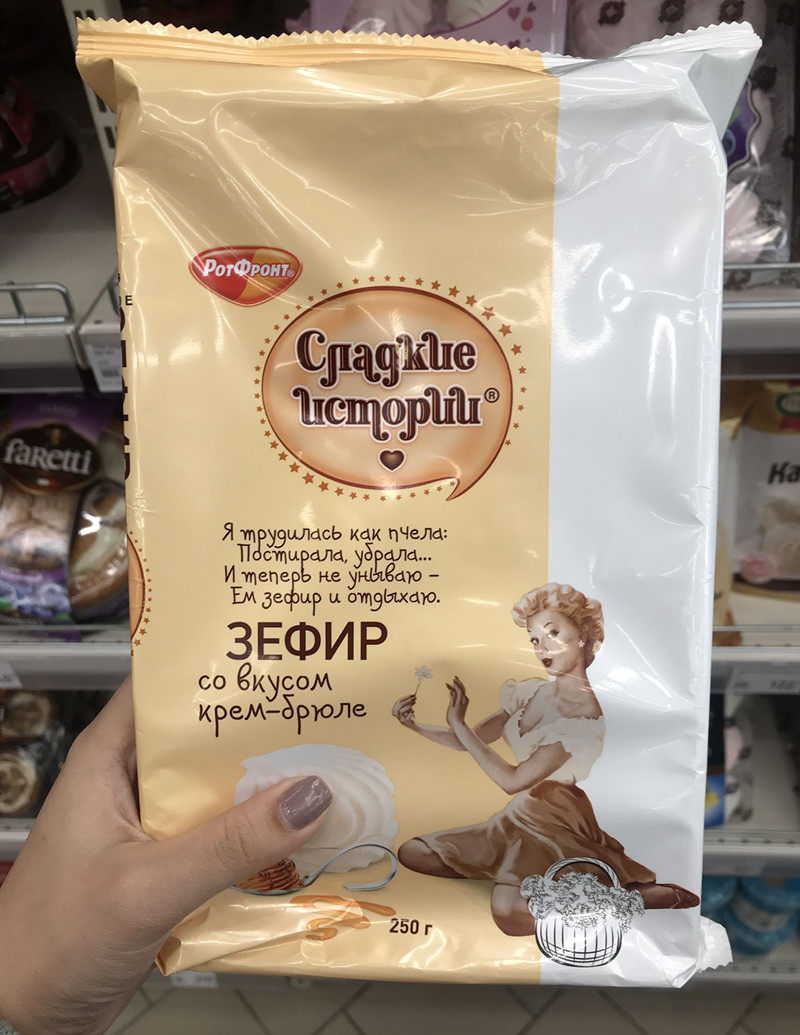 РотФронт®
Сладкие
истории®
Я трудилась как пчела:
Постирала, убрала...
И теперь не унываю –
Ем зефир и отдыхаю.
ЗЕФИР
со вкусом
крем-брюле
250 г
faretti